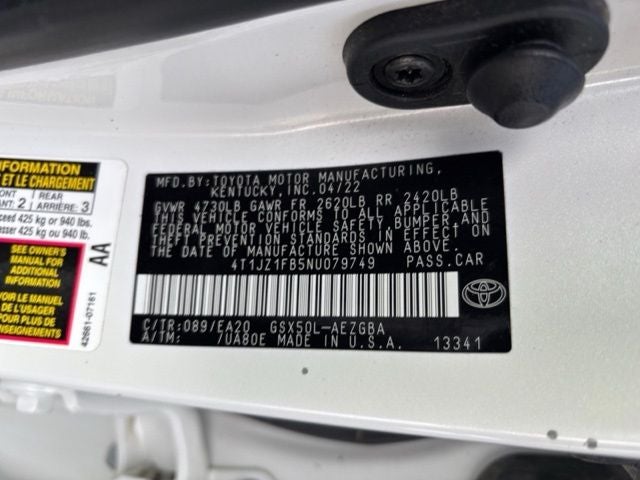 INFORMATION
ET LE CHARGEMENT
FRONT
2
REAR
ARRIÈRE: 3
exceed 425 kg or 940 lbs.
425 kg ou 940 lb.
SEE OWNER'S
MANUAL FOR
ADDITIONAL
INFORMATION
VOIR LE MANUEL
DE L'USAGER
POUR PLUS DE
RENSEIGNEMENTS
42661-07161
AA
MFD.BY:TOYOTA MOTOR MANUFACTURING,
KENTUCKY,INC.04/22
GVWR 4730LB GAWR FR 2620LB RR 2420LB
THIS VEHICLE CONFORMS TO ALL APPLICABLE
FEDERAL MOTOR VEHICLE SAFETY, BUMPER AND
THEFT PREVENTION STANDARDS IN EFFECT ON
THE DATE OF MANUFACTURE SHOWN ABOVE.
4T1JZ1FB5NU079749 PASS.CAR
C/TR:089/EA20 GSX50L-AEZGBA
A/TM: /UA80E MADE IN U.S.A. 13341